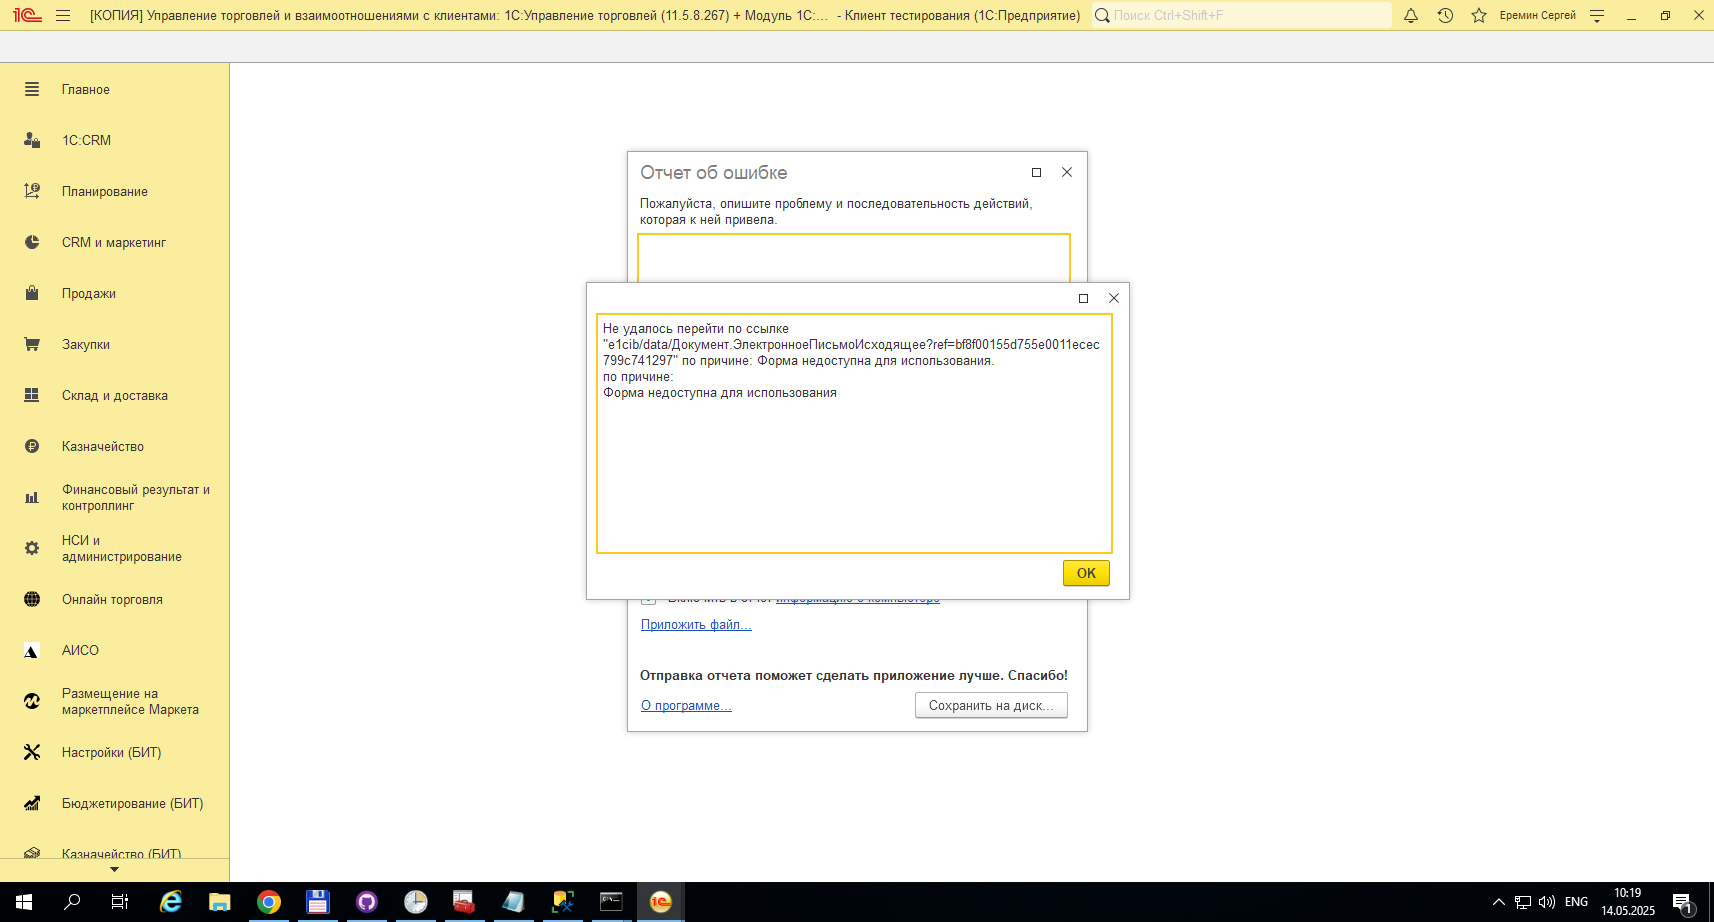 1С [КОПИЯ] Управление торговлей и взаимоотношениями с клиентами: 1С:Управление торговлей (11.5.8.267) + Модуль 1С:... - Клиент тестирования (1С:Предприятие) Поиск Ctrl+Shift+F Еремин Сергей
Главное
1С:CRM
Планирование
CRM и маркетинг
Продажи
Закупки
Склад и доставка
Казначейство
Финансовый результат и
контроллинг
НСИ и
администрирование
Онлайн торговля
АИСО
Размещение на
маркетплейсе Маркета
Настройки (БИТ)
Бюджетирование (БИТ)
Казначейство (БИТ)
Отчет об ошибке
Пожалуйста, опишите проблему и последовательность действий,
которая к ней привела.
Не удалось перейти по ссылке
"e1cib/data/Документ.ЭлектронноеПисьмоИсходящее?ref=bf8f00155d755e0011ecec
799c741297" по причине: Форма недоступна для использования.
по причине:
Форма недоступна для использования
OK
Включить в отчет информацию о компьютере
Приложить файл...
Отправка отчета поможет сделать приложение лучше. Спасибо!
О программе...
Сохранить на диск...
ENG
10:19
14.05.2025
1